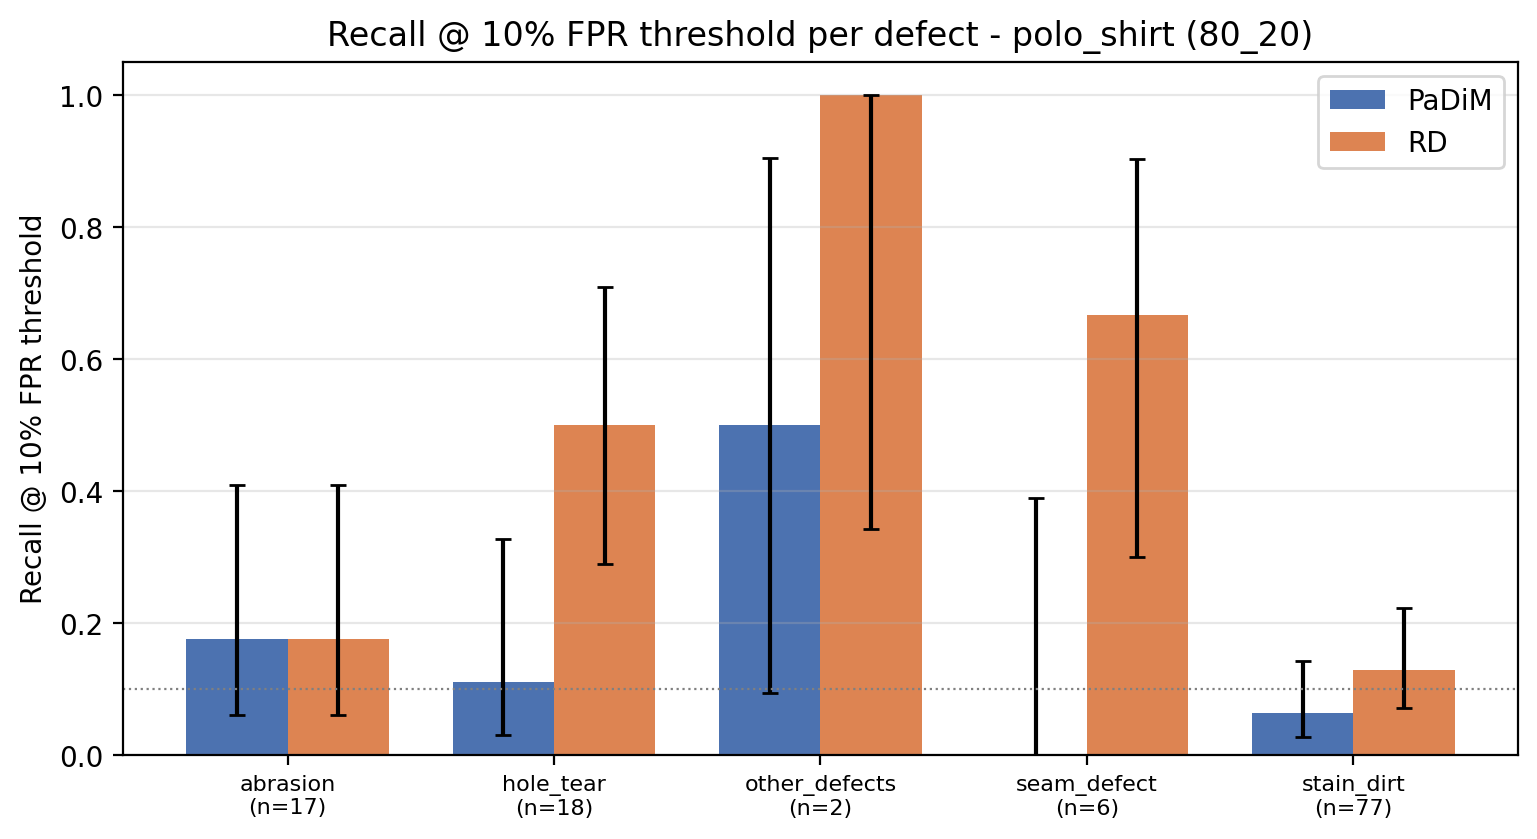 Recall @ 10% FPR threshold per defect - polo_shirt (80_20)
PaDiM
RD
Recall @ 10% FPR threshold
1.0
0.8
0.6
0.4
0.2
0.0
abrasion
(n=17)
hole_tear
(n=18)
other_defects
(n=2)
seam_defect
(n=6)
stain_dirt
(n=77)